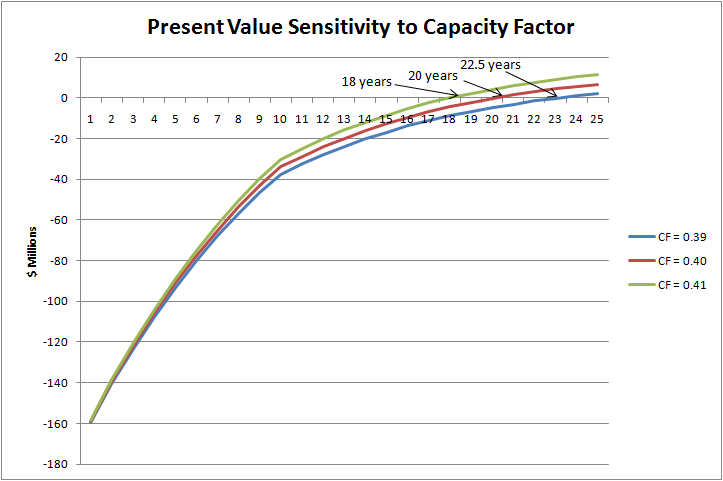 Present Value Sensitivity to Capacity Factor
20
0
-20
-40
-60
-80
-100
-120
-140
-160
-180
$ Millions
18 years
20 years
22.5 years
1 2 3 4 5 6 7 8 9 10 11 12 13 14 15 16 17 18 19 20 21 22 23 24 25
CF = 0.39
CF = 0.40
CF = 0.41